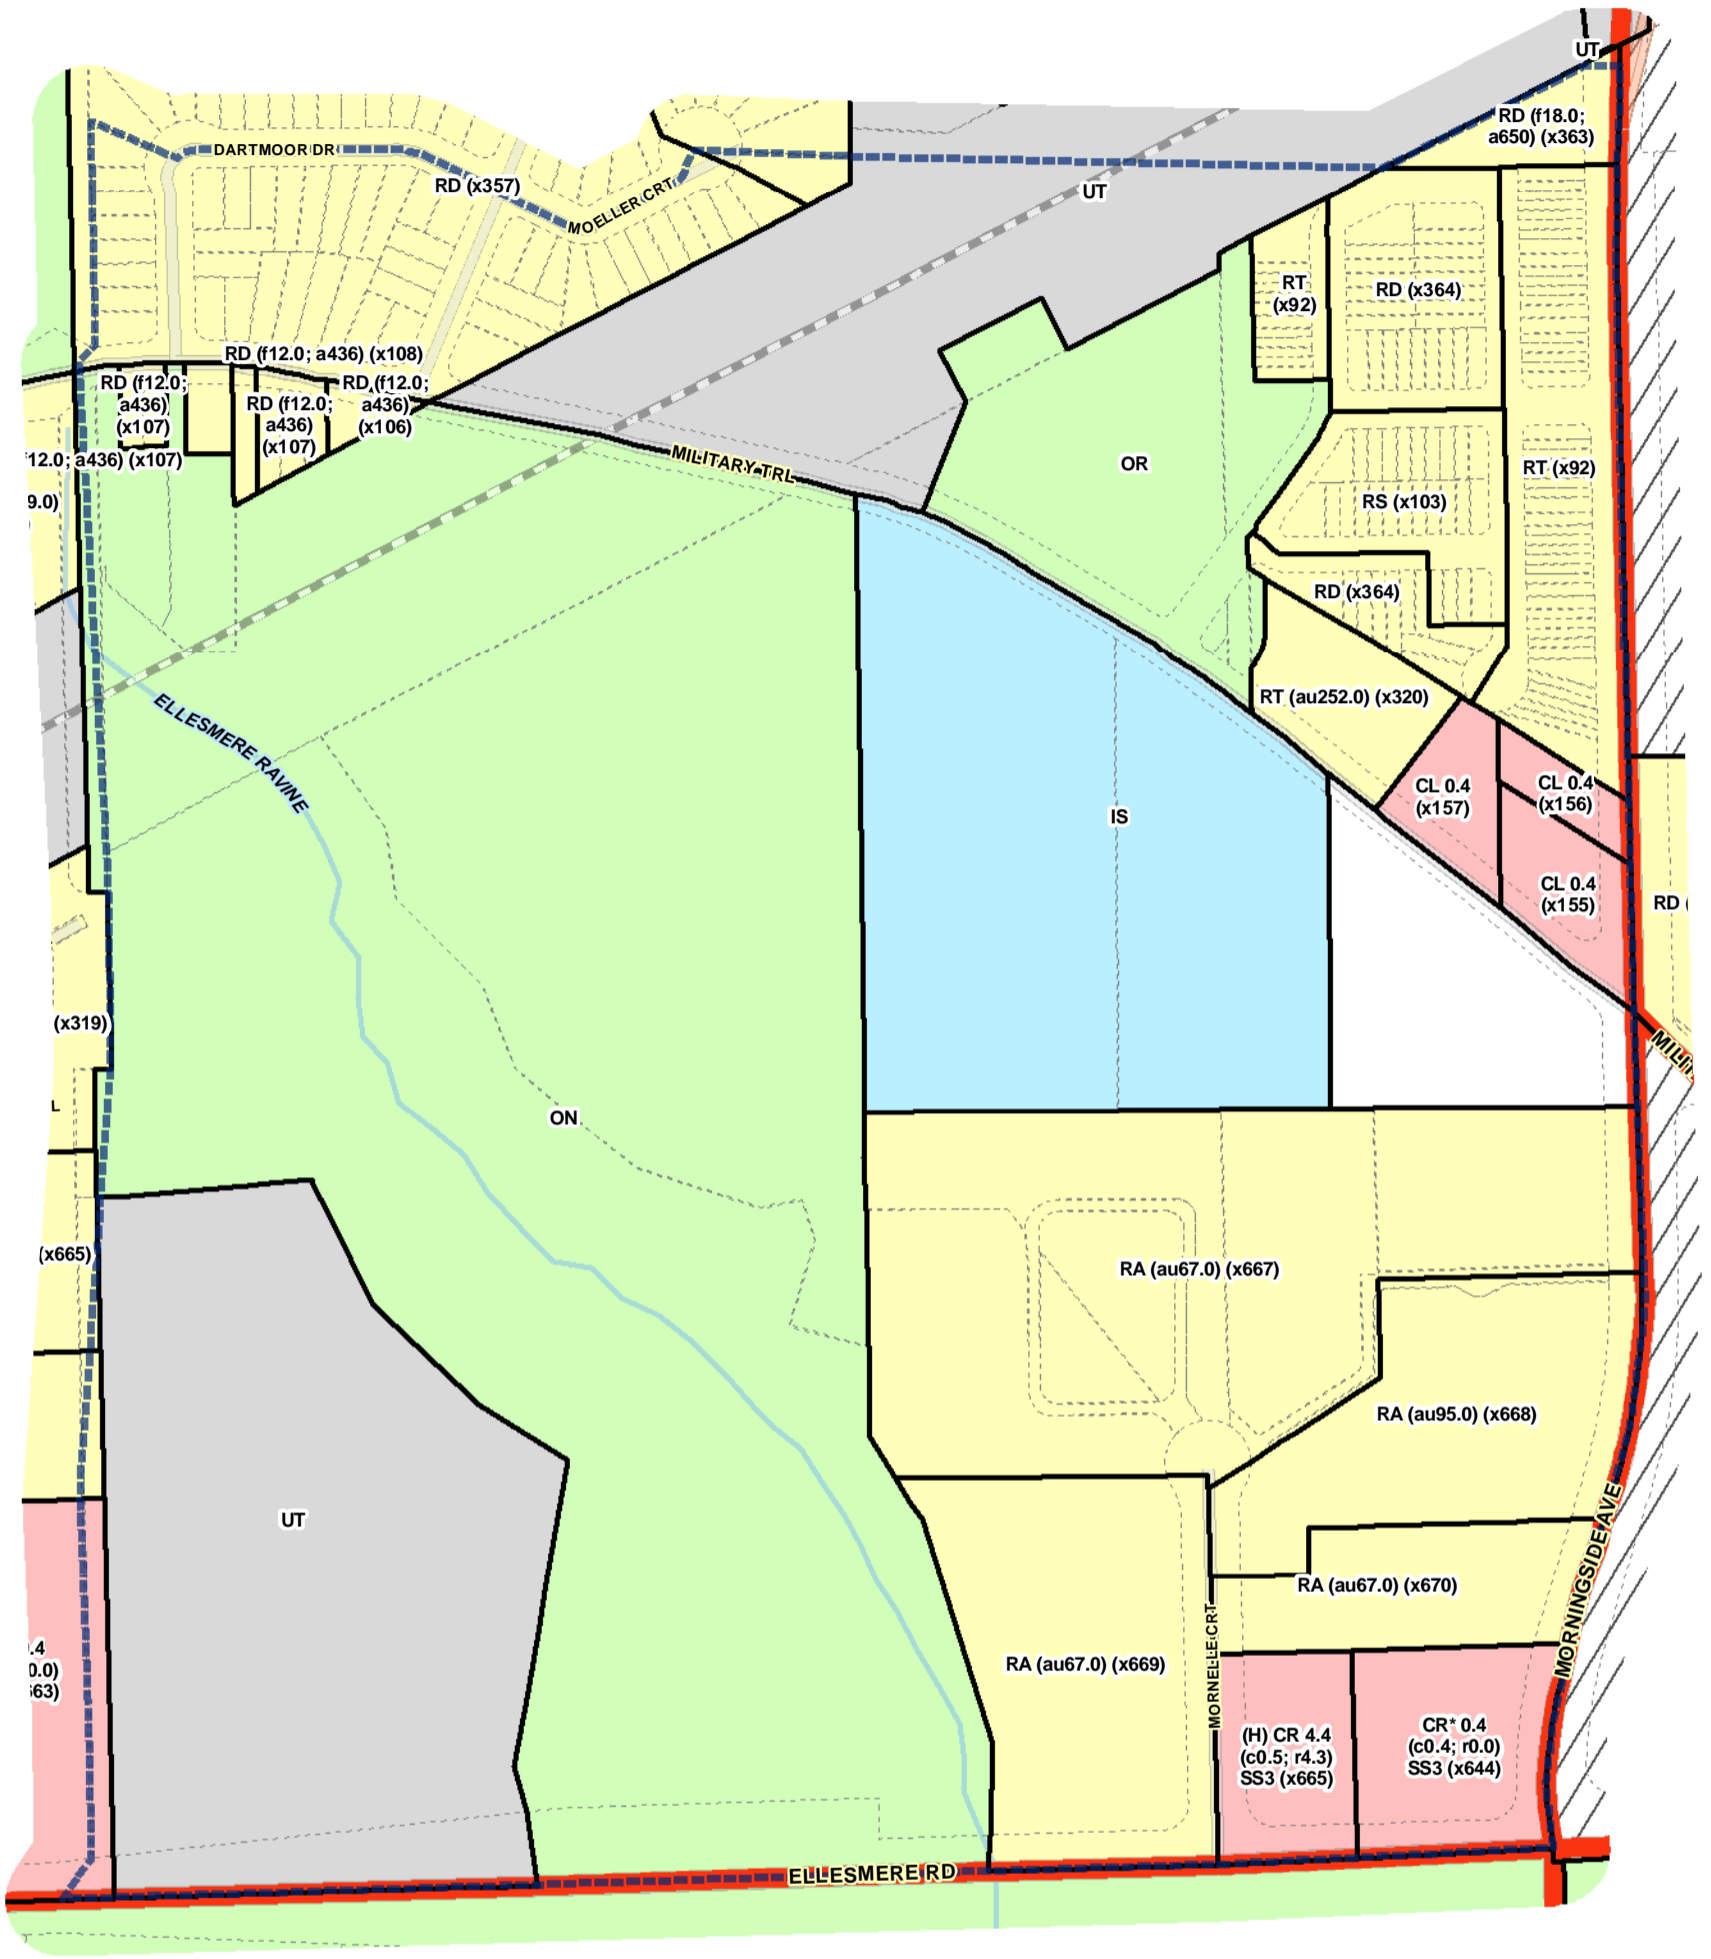 UT
RD (f18.0;
a650) (x363)
DARTMOOR DR
RD (x357)
MOELLER CRT
UT
RT
(x92)
RD (x364)
RD (f12.0; a436) (x108)
RD (f12.0;
a436)
(x107)
RD (f12.0;
a436)
(x107)
RD (f12.0;
a436)
(x106)
12.0; a436) (x107)
MILITARY TRL
OR
RT (x92)
9.0)
RS (x103)
RD (x364)
RT (au252.0) (x320)
ELLESMERE RAVINE
CL 0.4
(x157)
CL 0.4
(x156)
IS
CL 0.4
(x155)
RD (
(x319)
MILIT
L
ON
(x665)
RA (au67.0) (x667)
RA (au95.0) (x668)
UT
MORNINGSIDE AVE
RA (au67.0) (x670)
MORNELLE CRT
.4
0.0)
663)
RA (au67.0) (x669)
(H) CR 4.4
(c0.5; r4.3)
SS3 (x665)
CR* 0.4
(c0.4; r0.0)
SS3 (x644)
ELLESMERE RD